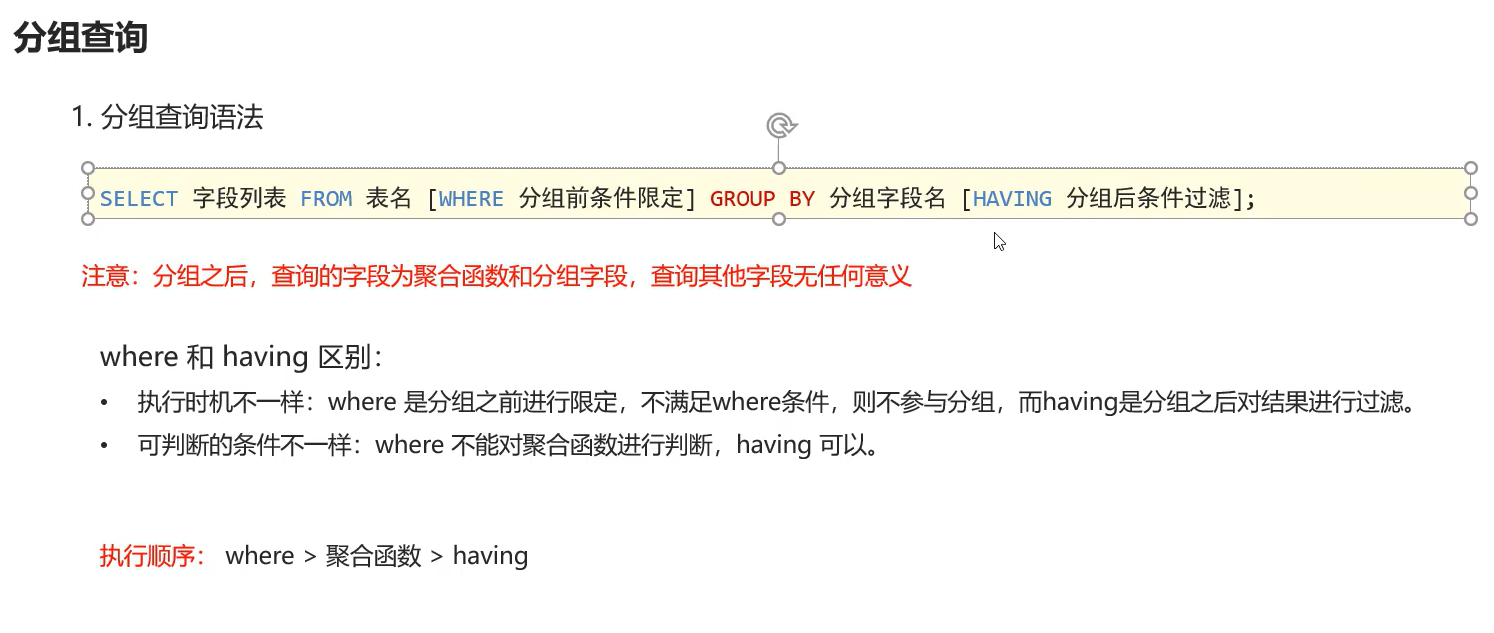 分组查询
1. 分组查询语法
SELECT 字段列表 FROM 表名 [WHERE 分组前条件限定] GROUP BY 分组字段名 [HAVING 分组后条件过滤];
注意：分组之后，查询的字段为聚合函数和分组字段，查询其他字段无任何意义
where 和 having 区别：
• 执行时机不一样：where 是分组之前进行限定，不满足where条件，则不参与分组，而having是分组之后对结果进行过滤。
• 可判断的条件不一样：where 不能对聚合函数进行判断，having 可以。
执行顺序： where > 聚合函数 > having